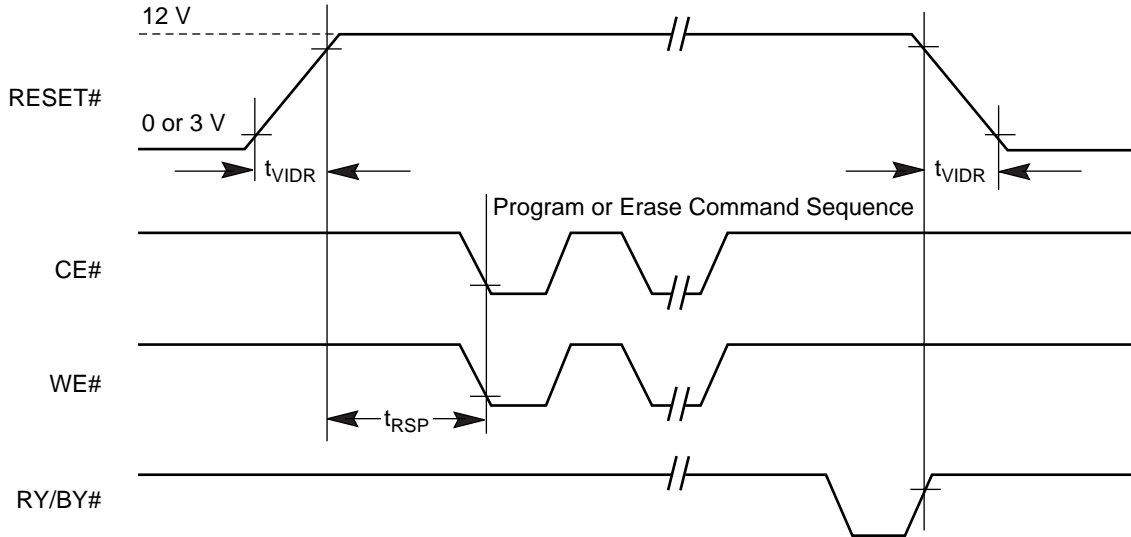 12 V
RESET#
0 or 3 V
tVIDR
tVIDR
Program or Erase Command Sequence
CE#
WE#
tRSP
RY/BY#